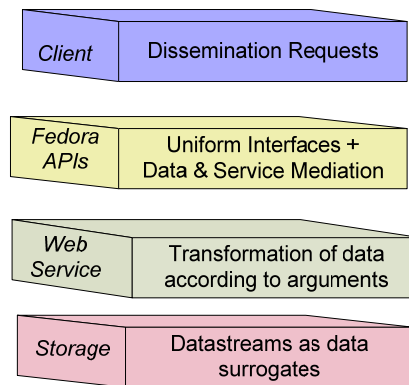 Client
Dissemination Requests
Fedora
APIs
Uniform Interfaces +
Data & Service Mediation
Web
Service
Transformation of data
according to arguments
Storage
Datastreams as data
surrogates